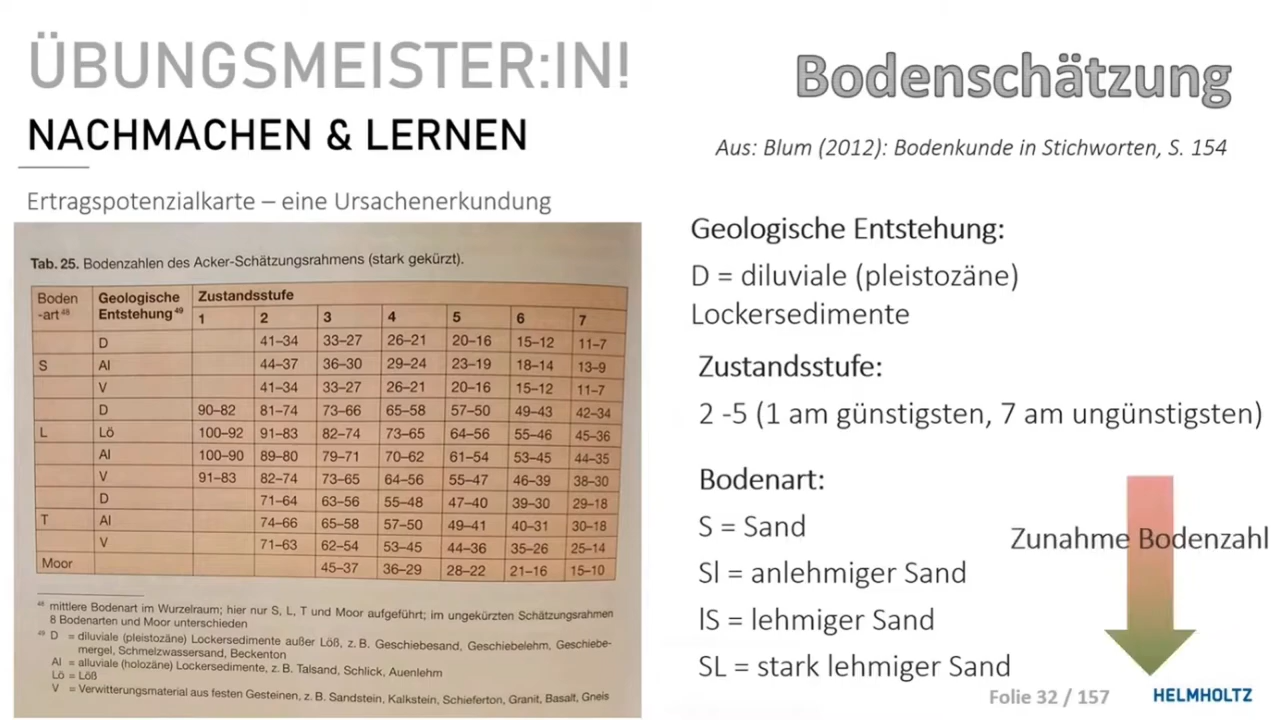 ÜBUNGSMEISTER:IN!
NACHMACHEN & LERNEN
Ertragspotenzialkarte – eine Ursachenerkundung
Tab. 25. Bodenzahlen des Acker-Schätzungsrahmens (stark gekürzt).
Boden Geologische Zustandsstufe
-art⁴⁸ Entstehung⁴⁹ 1 2 3 4 5 6 7
D 41–34 33–27 26–21 20–16 15–12 11–7
S Al 44–37 36–30 29–24 23–19 18–14 13–9
V 41–34 33–27 26–21 20–16 15–12 11–7
D 90–82 81–74 73–66 65–58 57–50 49–43 42–34
L Lö 100–92 91–83 82–74 73–65 64–56 55–46 45–36
Al 100–90 89–80 79–71 70–62 61–54 53–45 44–35
V 91–83 82–74 73–65 64–56 55–47 46–39 38–30
D 71–64 63–56 55–48 47–40 39–30 29–18
T Al 74–66 65–58 57–50 49–41 40–31 30–18
V 71–63 62–54 53–45 44–36 35–26 25–14
Moor 45–37 36–29 28–22 21–16 15–10
⁴⁸ mittlere Bodenart im Wurzelraum; hier nur S, L, T und Moor aufgeführt; im ungekürzten Schätzungsrahmen
8 Bodenarten und Moor unterschieden
⁴⁹ D = diluviale (pleistozäne) Lockersedimente außer Löß, z. B. Geschiebesand, Geschiebelehm, Geschiebe-
mergel, Schmelzwassersand, Beckenton
Al = alluviale (holozäne) Lockersedimente, z. B. Talsand, Schlick, Auenlehm
Lö = Löß
V = Verwitterungsmaterial aus festen Gesteinen, z. B. Sandstein, Kalkstein, Schieferton, Granit, Basalt, Gneis
Bodenschätzung
Aus: Blum (2012): Bodenkunde in Stichworten, S. 154
Geologische Entstehung:
D = diluviale (pleistozäne)
Lockersedimente
Zustandsstufe:
2 -5 (1 am günstigsten, 7 am ungünstigsten)
Bodenart:
S = Sand
Sl = anlehmiger Sand
lS = lehmiger Sand
SL = stark lehmiger Sand
Zunahme Bodenzahl
Folie 32 / 157
HELMHOLTZ